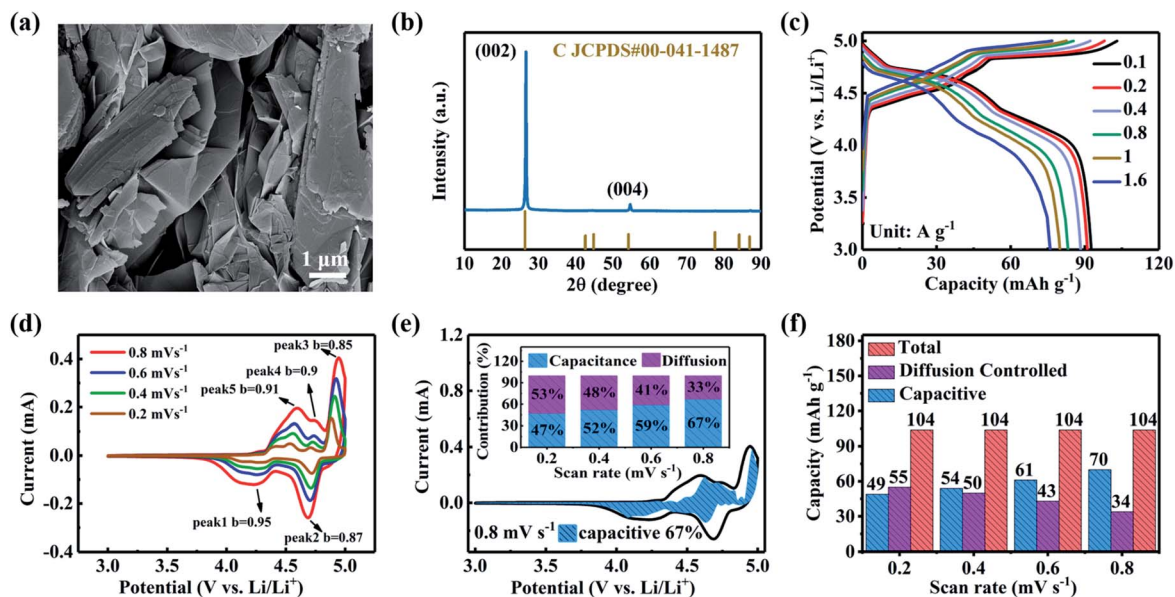 (a)
1 μm
(b)
(002)
C JCPDS#00-041-1487
(004)
Intensity (a.u.)
10 20 30 40 50 60 70 80 90
2θ (degree)
(c)
5.0
4.5
4.0
3.5
3.0
Potential (V vs. Li/Li⁺)
0.1
0.2
0.4
0.8
1
1.6
Unit: A g⁻¹
0 30 60 90 120
Capacity (mAh g⁻¹)
(d)
0.4
0.2
0.0
-0.2
-0.4
Current (mA)
0.8 mVs⁻¹
0.6 mVs⁻¹
0.4 mVs⁻¹
0.2 mVs⁻¹
peak3 b=0.85
peak4 b=0.9
peak5 b=0.91
peak1 b=0.95
peak2 b=0.87
3.0 3.5 4.0 4.5 5.0
Potential (V vs. Li/Li⁺)
(e)
1.2
0.8
0.4
0.0
Current (mA)
Contribution (%)
120
90
60
30
0
Capacitance Diffusion
53% 48% 41% 33%
47% 52% 59% 67%
0.2 0.4 0.6 0.8
Scan rate (mV s⁻¹)
0.8 mV s⁻¹ capacitive 67%
3.0 3.5 4.0 4.5 5.0
Potential (V vs. Li/Li⁺)
(f)
180
150
120
90
60
30
0
Capacity (mAh g⁻¹)
Total
Diffusion Controlled
Capacitive
104 104 104 104
49 55 54 50 61 43 70 34
0.2 0.4 0.6 0.8
Scan rate (mV s⁻¹)